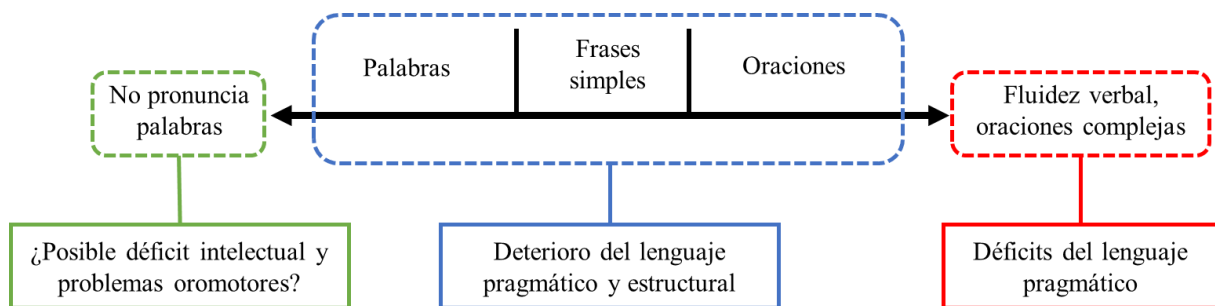 Palabras
Frases
simples
Oraciones
No pronuncia
palabras
Fluidez verbal,
oraciones complejas
¿Posible déficit intelectual y
problemas oromotores?
Deterioro del lenguaje
pragmático y estructural
Déficits del lenguaje
pragmático